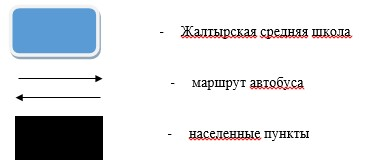 - Жалтырская средняя школа
- маршрут автобуса
- населенные пункты